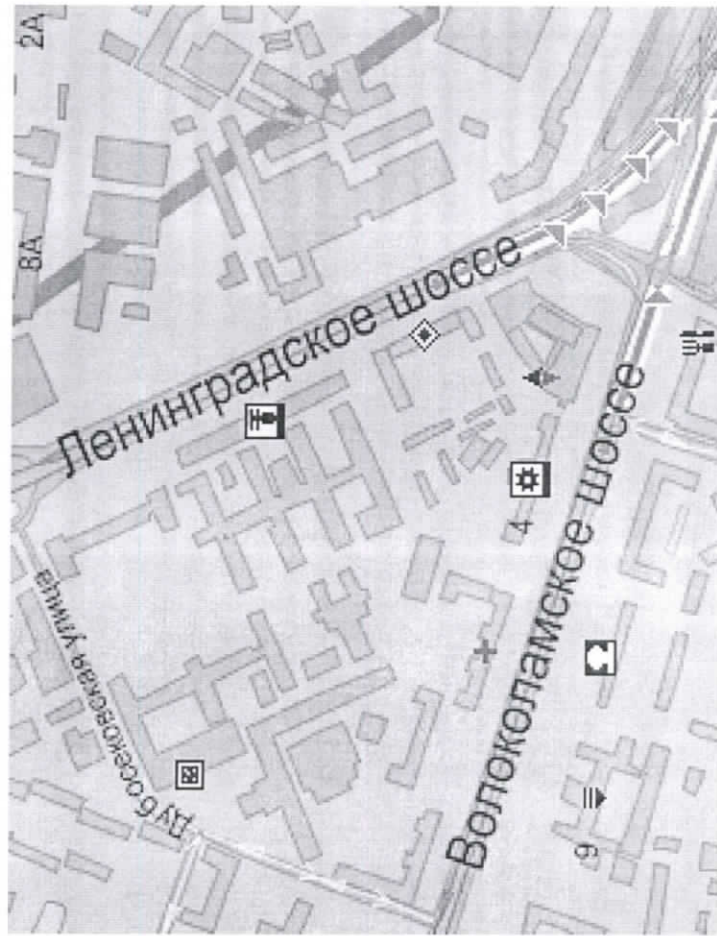 2А
8А
Ленинградское шоссе
Дубосековская улица
4
Волоколамское шоссе
9